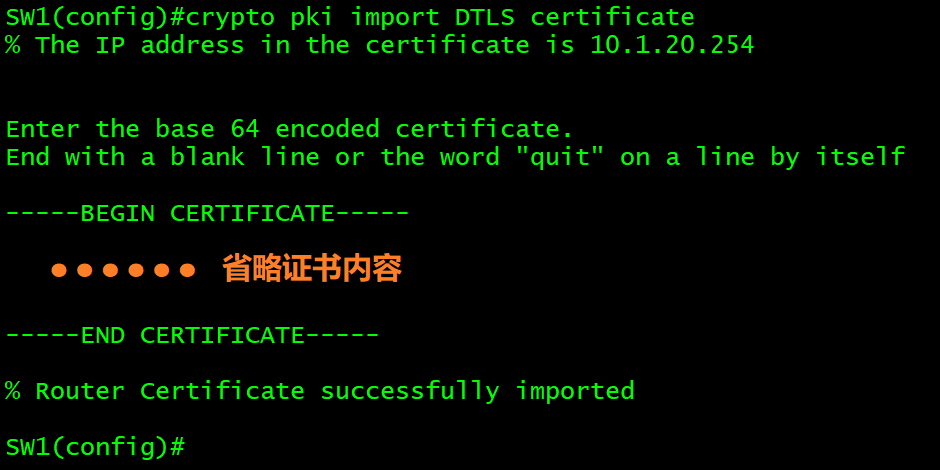 SW1(config)#crypto pki import DTLS certificate
% The IP address in the certificate is 10.1.20.254
Enter the base 64 encoded certificate.
End with a blank line or the word "quit" on a line by itself
-----BEGIN CERTIFICATE-----
●●●●●● 省略证书内容
-----END CERTIFICATE-----
% Router Certificate successfully imported
SW1(config)#